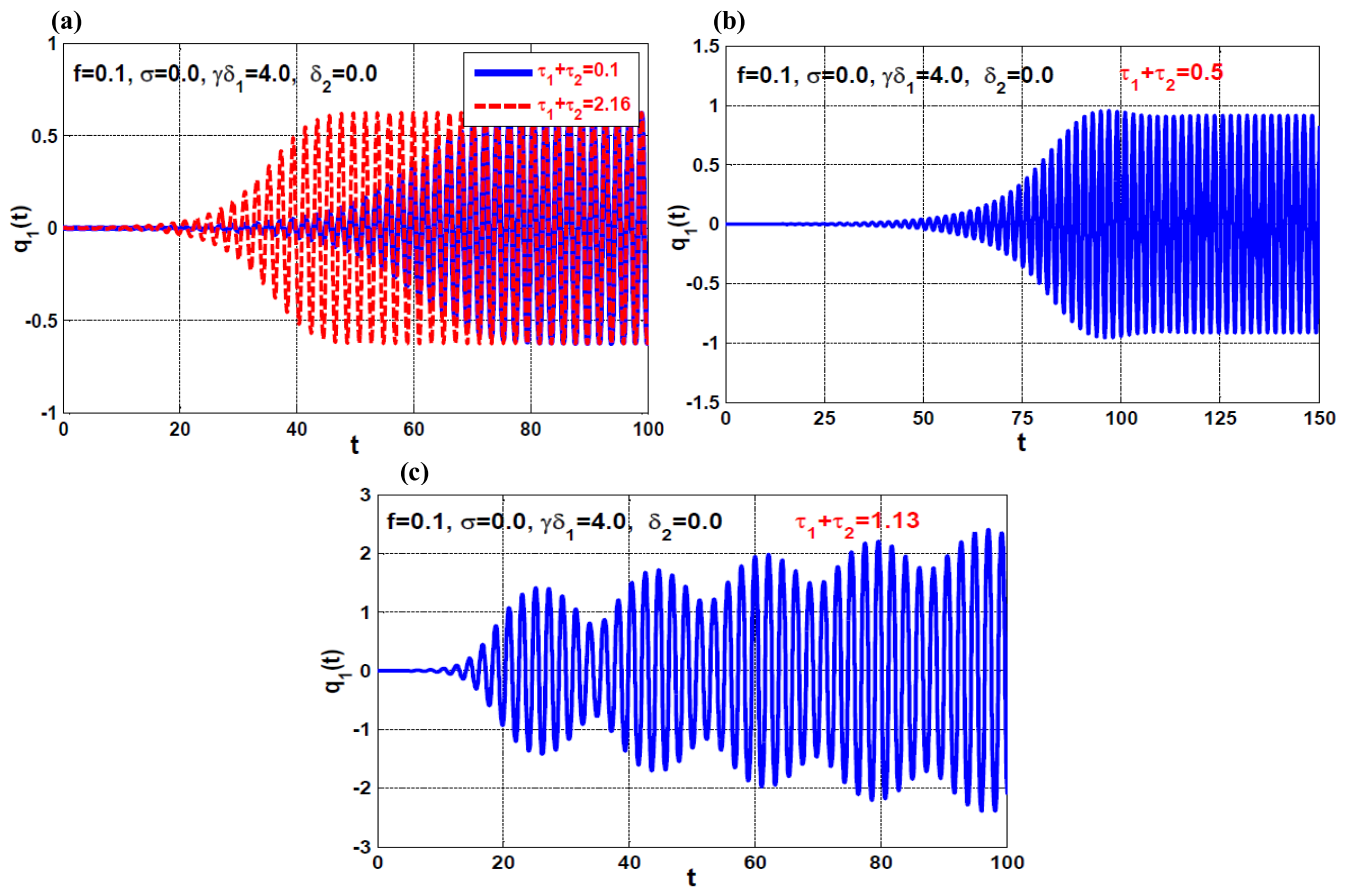 (a)
f=0.1, σ=0.0, γδ₁=4.0, δ₂=0.0
τ₁+τ₂=0.1
τ₁+τ₂=2.16
1
0.5
0
-0.5
-1
q₁(t)
0 20 40 60 80 100
t
(b)
f=0.1, σ=0.0, γδ₁=4.0, δ₂=0.0
τ₁+τ₂=0.5
1.5
1
0.5
0
-0.5
-1
-1.5
q₁(t)
0 25 50 75 100 125 150
t
(c)
f=0.1, σ=0.0, γδ₁=4.0, δ₂=0.0
τ₁+τ₂=1.13
3
2
1
0
-1
-2
-3
q₁(t)
0 20 40 60 80 100
t